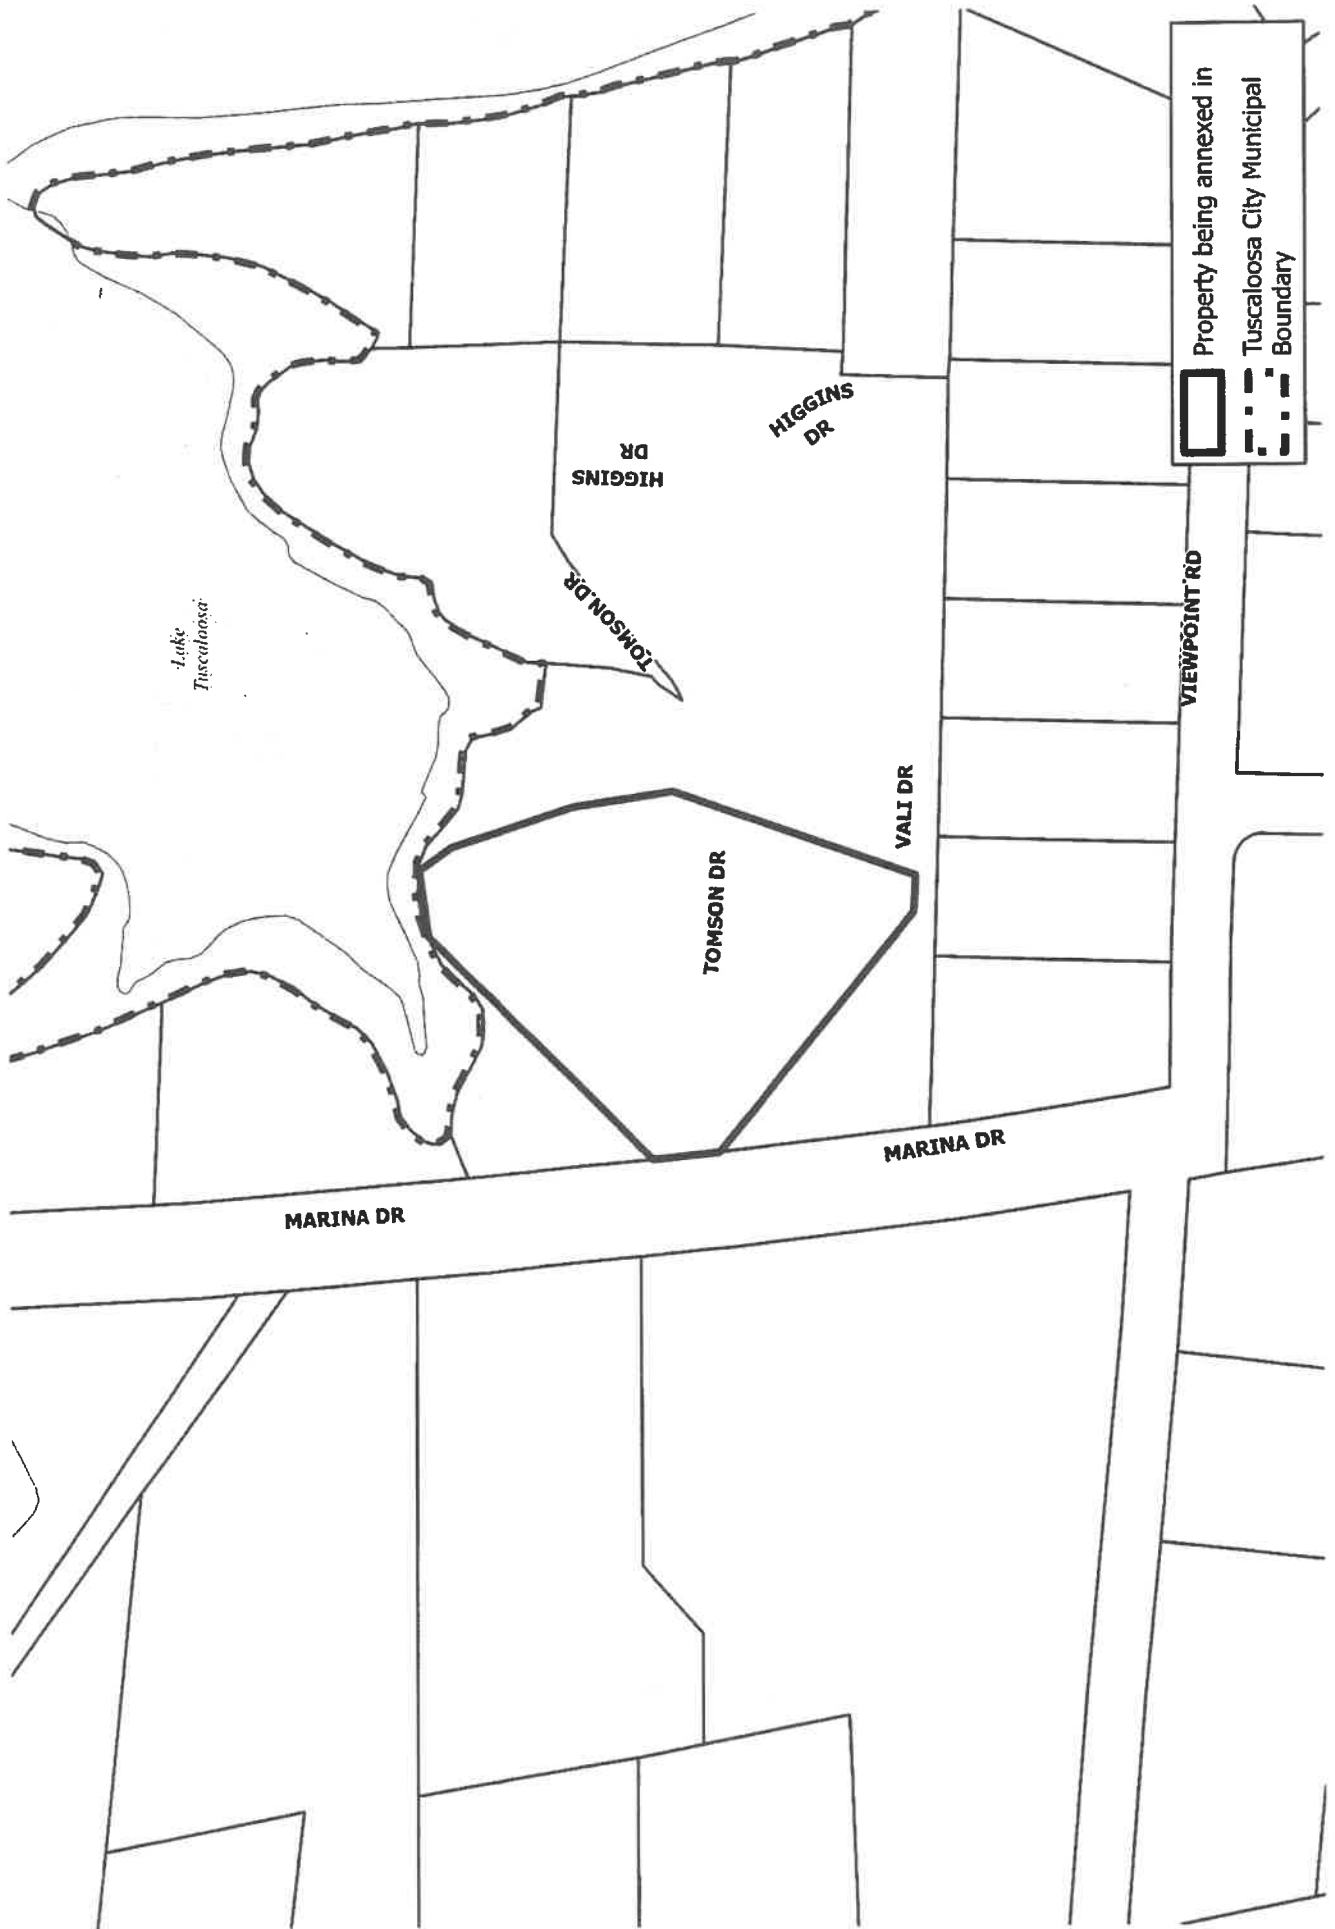 Lake
Tuscaloosa
HIGGINS
DR
HIGGINS
DR
TOMSON DR
VALI DR
TOMSON DR
VIEWPOINT RD
MARINA DR
MARINA DR
Property being annexed in
Tuscaloosa City Municipal
Boundary